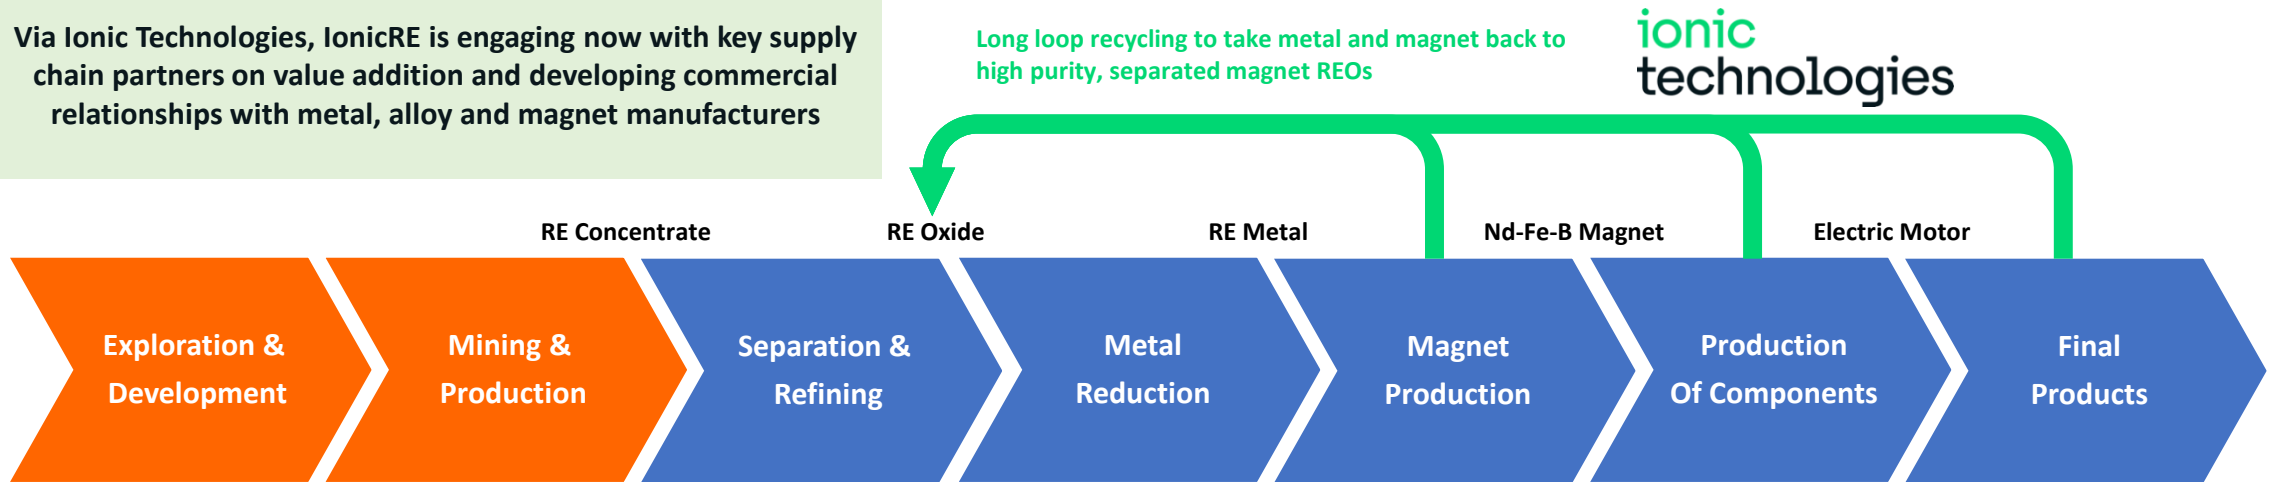 Via Ionic Technologies, IonicRE is engaging now with key supply
chain partners on value addition and developing commercial
relationships with metal, alloy and magnet manufacturers
Long loop recycling to take metal and magnet back to
high purity, separated magnet REOs
ionic
technologies
RE Concentrate
RE Oxide
RE Metal
Nd-Fe-B Magnet
Electric Motor
Exploration &
Development
Mining &
Production
Separation &
Refining
Metal
Reduction
Magnet
Production
Production
Of Components
Final
Products